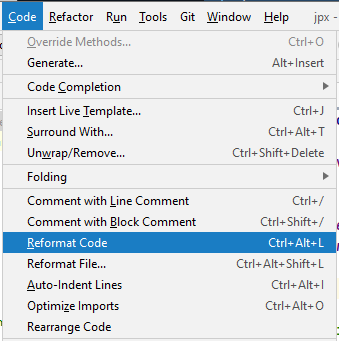 Code Refactor Run Tools Git Window Help jpx -
Override Methods... Ctrl+O
Generate... Alt+Insert
Code Completion
Insert Live Template... Ctrl+J
Surround With... Ctrl+Alt+T
Unwrap/Remove... Ctrl+Shift+Delete
Folding
Comment with Line Comment Ctrl+/
Comment with Block Comment Ctrl+Shift+/
Reformat Code Ctrl+Alt+L
Reformat File... Ctrl+Alt+Shift+L
Auto-Indent Lines Ctrl+Alt+I
Optimize Imports Ctrl+Alt+O
Rearrange Code